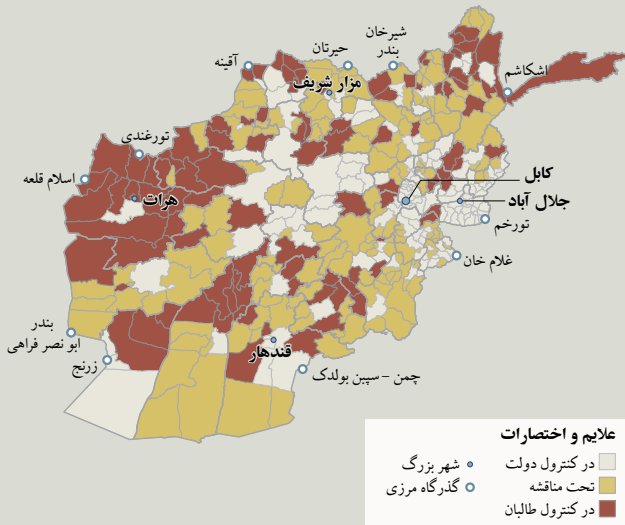 شیرخان
بندر
حیرتان
آقینه
مزار شریف
اشکاشم
تورغندی
اسلام قلعه
هرات
کابل
جلال آباد
تورخم
غلام خان
بندر
ابو نصر فراهی
زرنج
قندهار
چمن – سپین بولدک
علایم و اختصارات
در کنترول دولت
شهر بزرگ
تحت مناقشه
گذرگاه مرزی
در کنترول طالبان